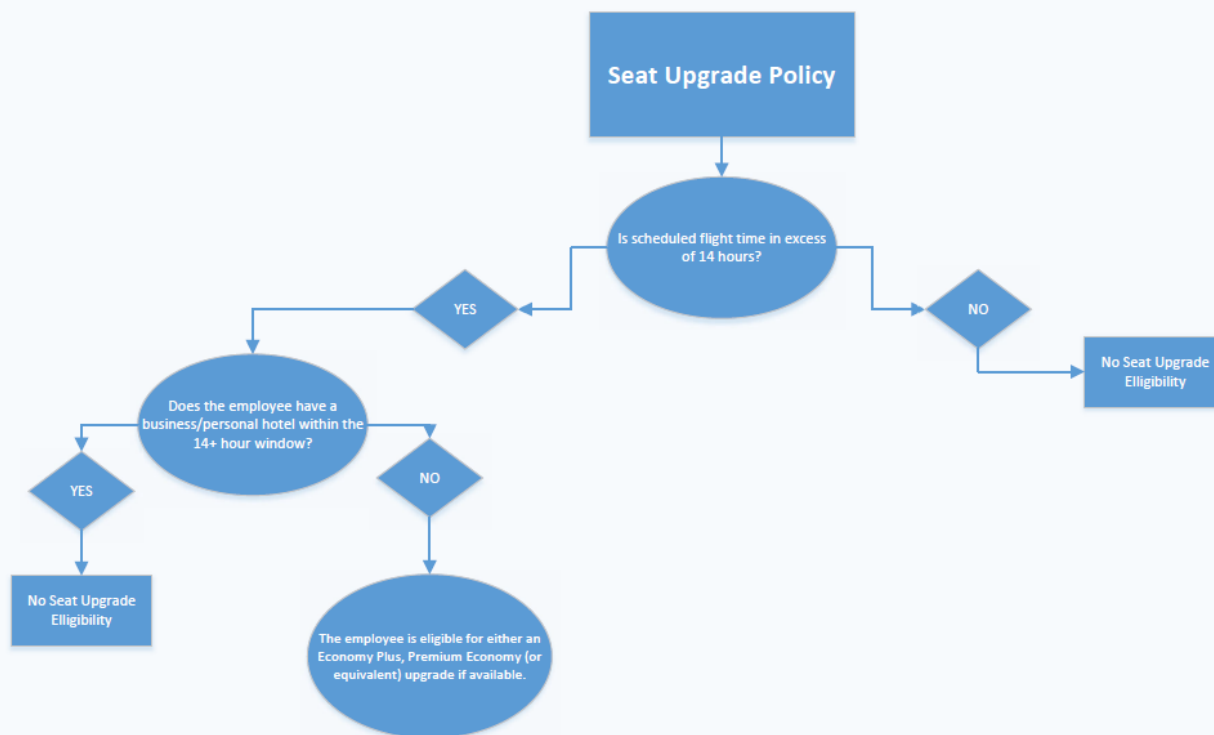 Seat Upgrade Policy
Is scheduled flight time in excess
of 14 hours?
YES
NO
No Seat Upgrade
Elligibility
Does the employee have a
business/personal hotel within the
14+ hour window?
YES
NO
No Seat Upgrade
Elligibility
The employee is eligible for either an
Economy Plus, Premium Economy (or
equivalent) upgrade if available.